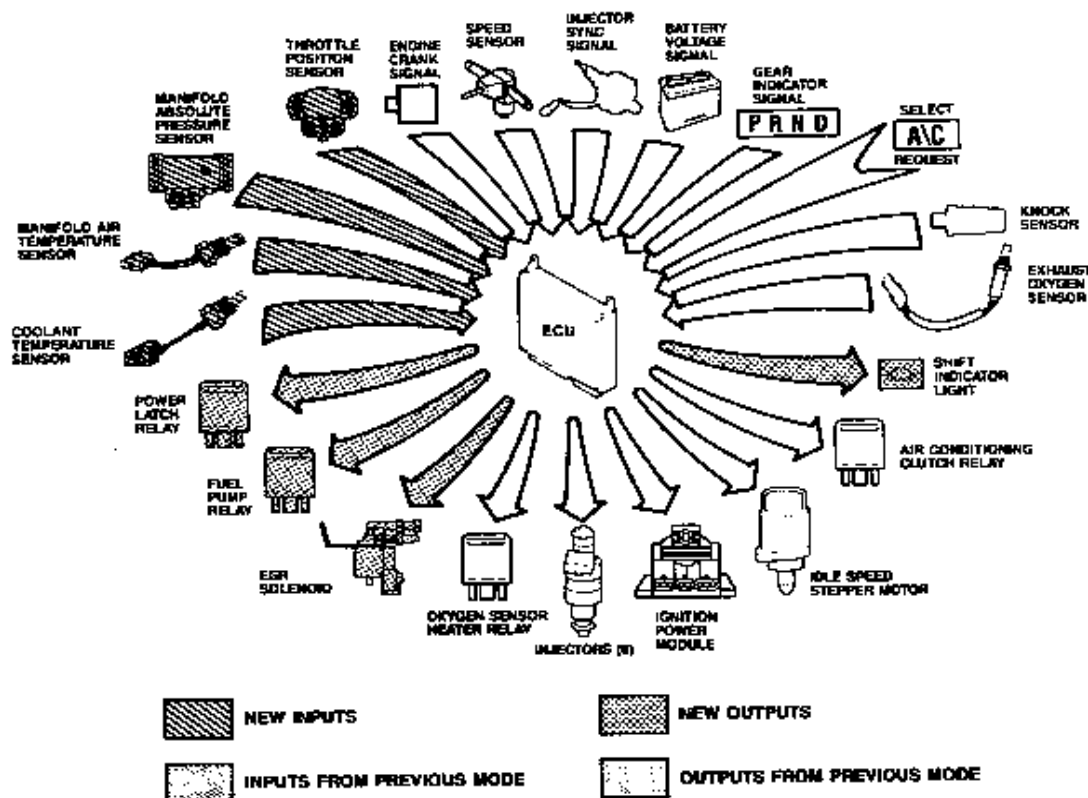 THROTTLE
POSITION
SENSOR
ENGINE
CRANK
SIGNAL
SPEED
SENSOR
INJECTOR
SYNC
SIGNAL
BATTERY
VOLTAGE
SIGNAL
GEAR
INDICATOR
SIGNAL
P R N D
SELECT
A\C
REQUEST
MANIFOLD
ABSOLUTE
PRESSURE
SENSOR
KNOCK
SENSOR
MANIFOLD AIR
TEMPERATURE
SENSOR
EXHAUST
OXYGEN
SENSOR
COOLANT
TEMPERATURE
SENSOR
ECU
SHIFT
INDICATOR
LIGHT
POWER
LATCH
RELAY
AIR CONDITIONING
CLUTCH RELAY
FUEL
PUMP
RELAY
EGR
SOLENOID
IDLE SPEED
STEPPER MOTOR
OXYGEN SENSOR
HEATER RELAY
INJECTORS
IGNITION
POWER
MODULE
NEW INPUTS
NEW OUTPUTS
INPUTS FROM PREVIOUS MODE
OUTPUTS FROM PREVIOUS MODE